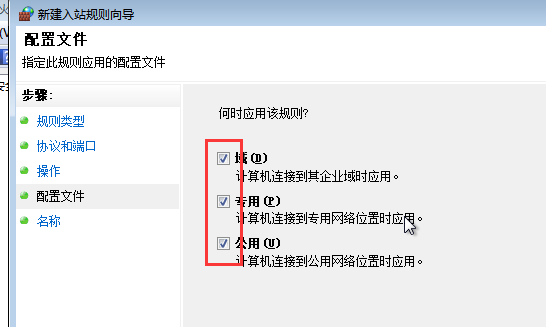 新建入站规则向导
配置文件
指定此规则应用的配置文件
步骤:
规则类型
协议和端口
操作
配置文件
名称
何时应用该规则?
域(D)
计算机连接到其企业域时应用。
专用(P)
计算机连接到专用网络位置时应用。
公用(U)
计算机连接到公用网络位置时应用。